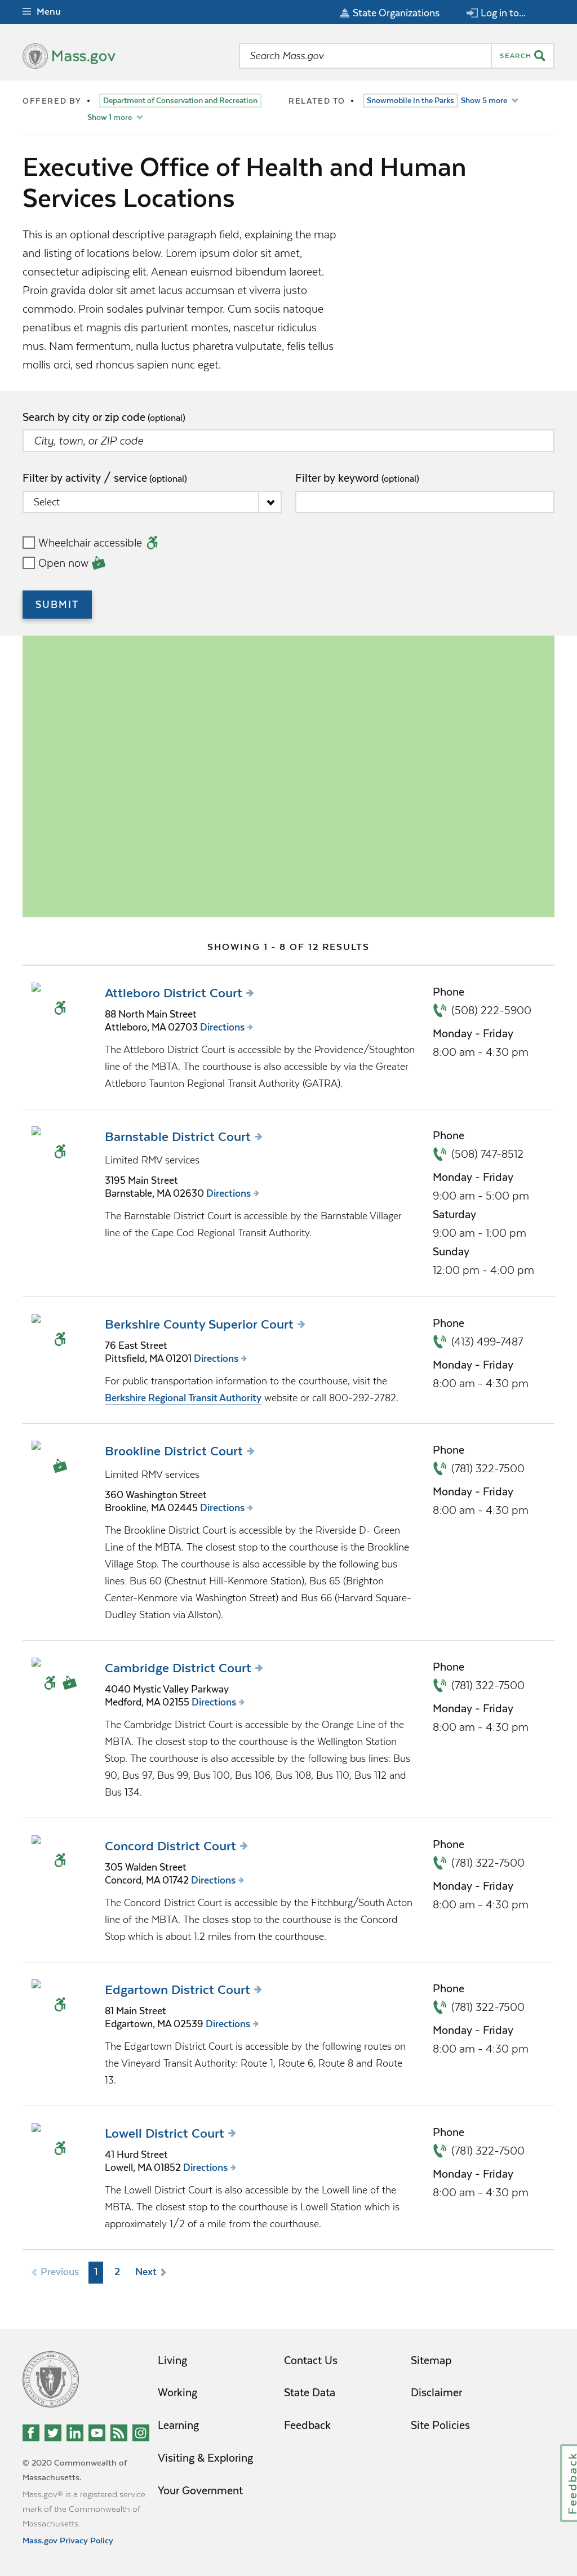 Menu
State Organizations
Log in to...
Mass.gov
Search Mass.gov
SEARCH
OFFERED BY
Department of Conservation and Recreation
Show 1 more
RELATED TO
Snowmobile in the Parks
Show 5 more
Executive Office of Health and Human
Services Locations
This is an optional descriptive paragraph field, explaining the map
and listing of locations below. Lorem ipsum dolor sit amet,
consectetur adipiscing elit. Aenean euismod bibendum laoreet.
Proin gravida dolor sit amet lacus accumsan et viverra justo
commodo. Proin sodales pulvinar tempor. Cum sociis natoque
penatibus et magnis dis parturient montes, nascetur ridiculus
mus. Nam fermentum, nulla pharetra vulputate, felis tellus
mollis orci, sed rhoncus sapien nunc eget.
Search by city or zip code (optional)
City, town, or ZIP code
Filter by activity / service (optional)
Select
Filter by keyword (optional)
Wheelchair accessible
Open now
SUBMIT
SHOWING 1 - 8 OF 12 RESULTS
Attleboro District Court
88 North Main Street
Attleboro, MA 02703 Directions
The Attleboro District Court is accessible by the Providence/Stoughton
line of the MBTA. The courthouse is also accessible by via the Greater
Attleboro Taunton Regional Transit Authority (GATRA).
Phone
(508) 222-5900
Monday - Friday
8:00 am - 4:30 pm
Barnstable District Court
Limited RMV services
3195 Main Street
Barnstable, MA 02630 Directions
The Barnstable District Court is accessible by the Barnstable Villager
line of the Cape Cod Regional Transit Authority.
Phone
(508) 747-8512
Monday - Friday
9:00 am - 5:00 pm
Saturday
9:00 am - 1:00 pm
Sunday
12:00 pm - 4:00 pm
Berkshire County Superior Court
76 East Street
Pittsfield, MA 01201 Directions
For public transportation information to the courthouse, visit the
Berkshire Regional Transit Authority website or call 800-292-2782.
Phone
(413) 499-7487
Monday - Friday
8:00 am - 4:30 pm
Brookline District Court
Limited RMV services
360 Washington Street
Brookline, MA 02445 Directions
The Brookline District Court is accessible by the Riverside D- Green
Line of the MBTA. The closest stop to the courthouse is the Brookline
Village Stop. The courthouse is also accessible by the following bus
lines: Bus 60 (Chestnut Hill-Kenmore Station), Bus 65 (Brighton
Center-Kenmore via Washington Street) and Bus 66 (Harvard Square-
Dudley Station via Allston).
Phone
(781) 322-7500
Monday - Friday
8:00 am - 4:30 pm
Cambridge District Court
4040 Mystic Valley Parkway
Medford, MA 02155 Directions
The Cambridge District Court is accessible by the Orange Line of the
MBTA. The closest stop to the courthouse is the Wellington Station
Stop. The courthouse is also accessible by the following bus lines: Bus
90, Bus 97, Bus 99, Bus 100, Bus 106, Bus 108, Bus 110, Bus 112 and
Bus 134.
Phone
(781) 322-7500
Monday - Friday
8:00 am - 4:30 pm
Concord District Court
305 Walden Street
Concord, MA 01742 Directions
The Concord District Court is accessible by the Fitchburg/South Acton
line of the MBTA. The closes stop to the courthouse is the Concord
Stop which is about 1.2 miles from the courthouse.
Phone
(781) 322-7500
Monday - Friday
8:00 am - 4:30 pm
Edgartown District Court
81 Main Street
Edgartown, MA 02539 Directions
The Edgartown District Court is accessible by the following routes on
the Vineyard Transit Authority: Route 1, Route 6, Route 8 and Route
13.
Phone
(781) 322-7500
Monday - Friday
8:00 am - 4:30 pm
Lowell District Court
41 Hurd Street
Lowell, MA 01852 Directions
The Lowell District Court is also accessible by the Lowell line of the
MBTA. The closest stop to the courthouse is Lowell Station which is
approximately 1/2 of a mile from the courthouse.
Phone
(781) 322-7500
Monday - Friday
8:00 am - 4:30 pm
Previous 1 2 Next
Living
Working
Learning
Visiting & Exploring
Your Government
Contact Us
State Data
Feedback
Sitemap
Disclaimer
Site Policies
© 2020 Commonwealth of
Massachusetts.
Mass.gov® is a registered service
mark of the Commonwealth of
Massachusetts.
Mass.gov Privacy Policy
Feedback